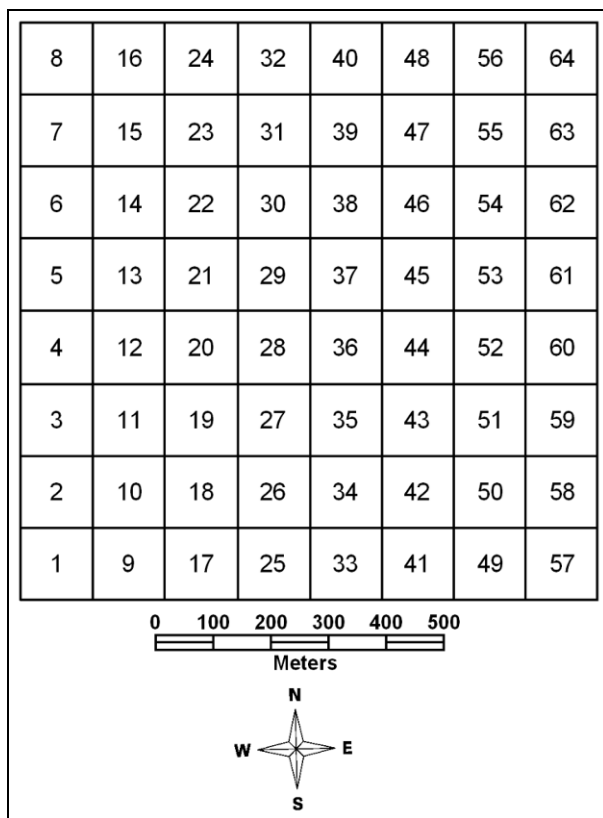 8 16 24 32 40 48 56 64
7 15 23 31 39 47 55 63
6 14 22 30 38 46 54 62
5 13 21 29 37 45 53 61
4 12 20 28 36 44 52 60
3 11 19 27 35 43 51 59
2 10 18 26 34 42 50 58
1 9 17 25 33 41 49 57
0 100 200 300 400 500
Meters
N
W E
S